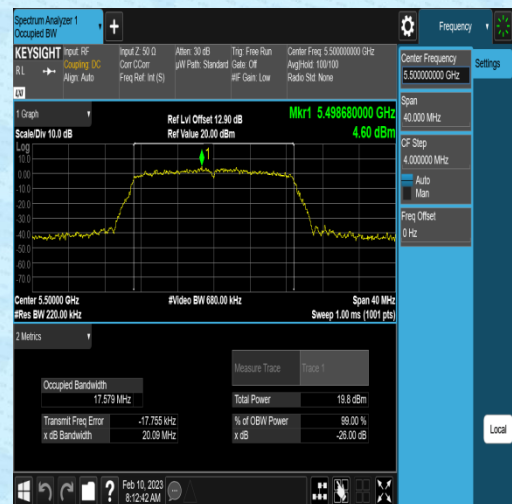 Spectrum Analyzer 1
Occupied BW
Frequency
KEYSIGHT
Input: RF
Coupling: DC
Align: Auto
RL
LXI
Input Z: 50 Ω
Corr CCorr
Freq Ref: Int (S)
Atten: 30 dB
µW Path: Standard
Trig: Free Run
Gate: Off
#IF Gain: Low
Center Freq: 5.500000000 GHz
Avg|Hold: 100/100
Radio Std: None
1 Graph
Scale/Div 10.0 dB
Ref Lvl Offset 12.90 dB
Ref Value 20.00 dBm
Mkr1 5.498680000 GHz
4.60 dBm
Log
10.0
0.00
-10.0
-20.0
-30.0
-40.0
-50.0
-60.0
-70.0
1
Center 5.50000 GHz
#Res BW 220.00 kHz
#Video BW 680.00 kHz
Span 40 MHz
Sweep 1.00 ms (1001 pts)
2 Metrics
Measure Trace
Trace 1
Occupied Bandwidth
17.579 MHz
Total Power
19.8 dBm
Transmit Freq Error
-17.755 kHz
% of OBW Power
99.00 %
x dB Bandwidth
20.09 MHz
x dB
-26.00 dB
Center Frequency
5.500000000 GHz
Settings
Span
40.000 MHz
CF Step
4.000000 MHz
Auto
Man
Freq Offset
0 Hz
Local
?
Feb 10, 2023
8:12:42 AM